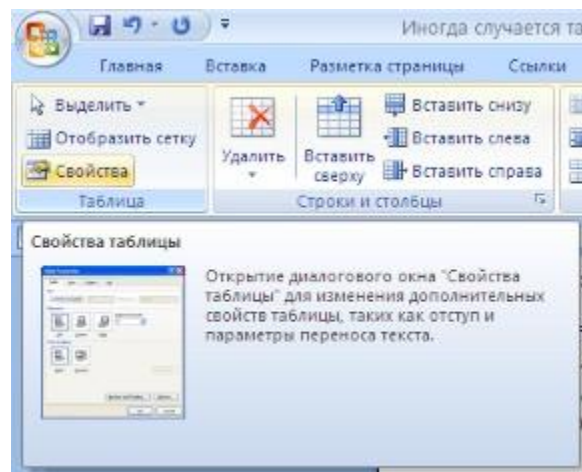 Иногда случается та
Главная Вставка Разметка страницы Ссылки
Выделить
Отобразить сетку
Свойства
Таблица
Удалить
Вставить сверху
Вставить снизу
Вставить слева
Вставить справа
Строки и столбцы
Свойства таблицы
Открытие диалогового окна "Свойства
таблицы" для изменения дополнительных
свойств таблицы, таких как отступ и
параметры переноса текста.